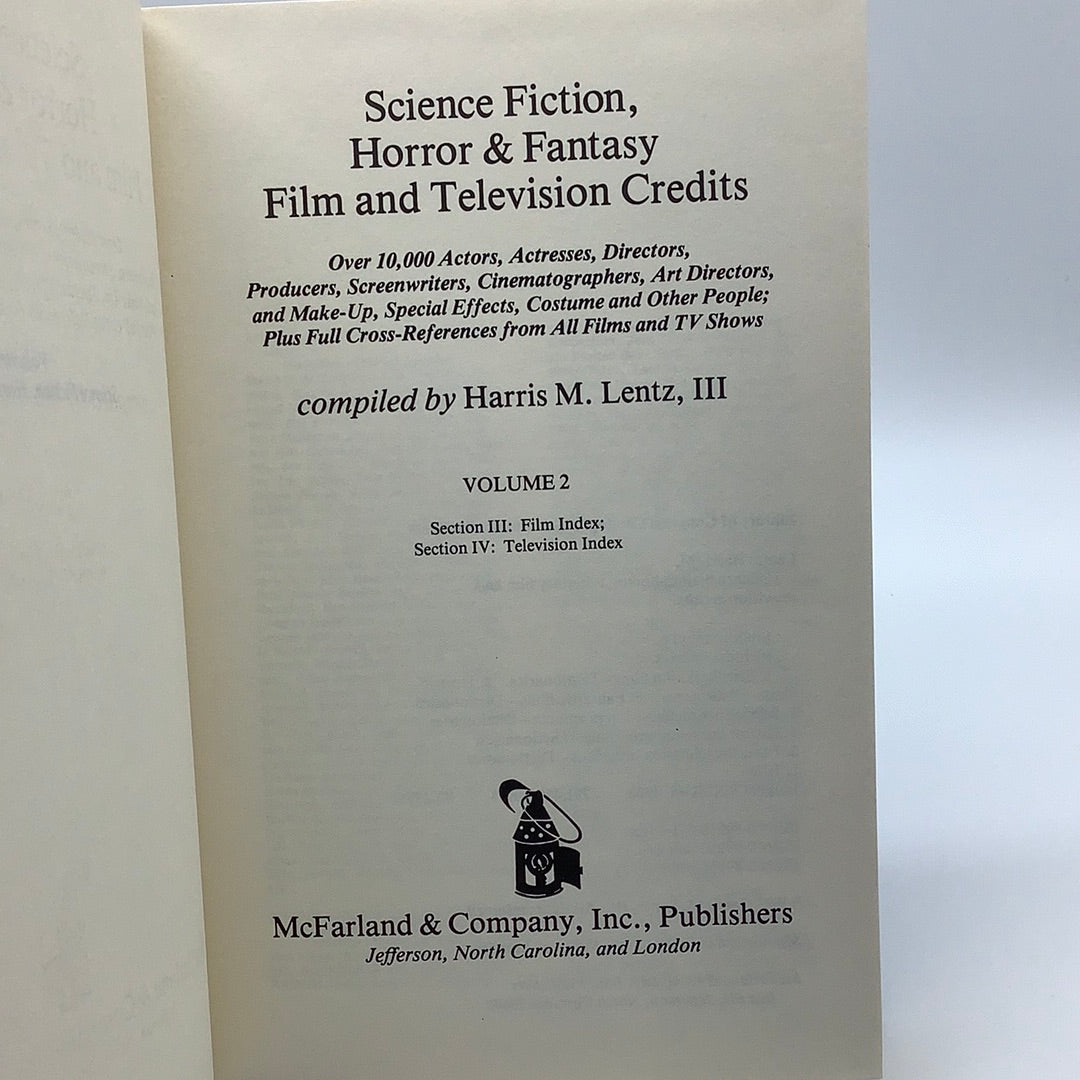 Science Fiction,
Horror & Fantasy
Film and Television Credits
Over 10,000 Actors, Actresses, Directors,
Producers, Screenwriters, Cinematographers, Art Directors,
and Make-Up, Special Effects, Costume and Other People;
Plus Full Cross-References from All Films and TV Shows
compiled by Harris M. Lentz, III
VOLUME 2
Section III: Film Index;
Section IV: Television Index
McFarland & Company, Inc., Publishers
Jefferson, North Carolina, and London